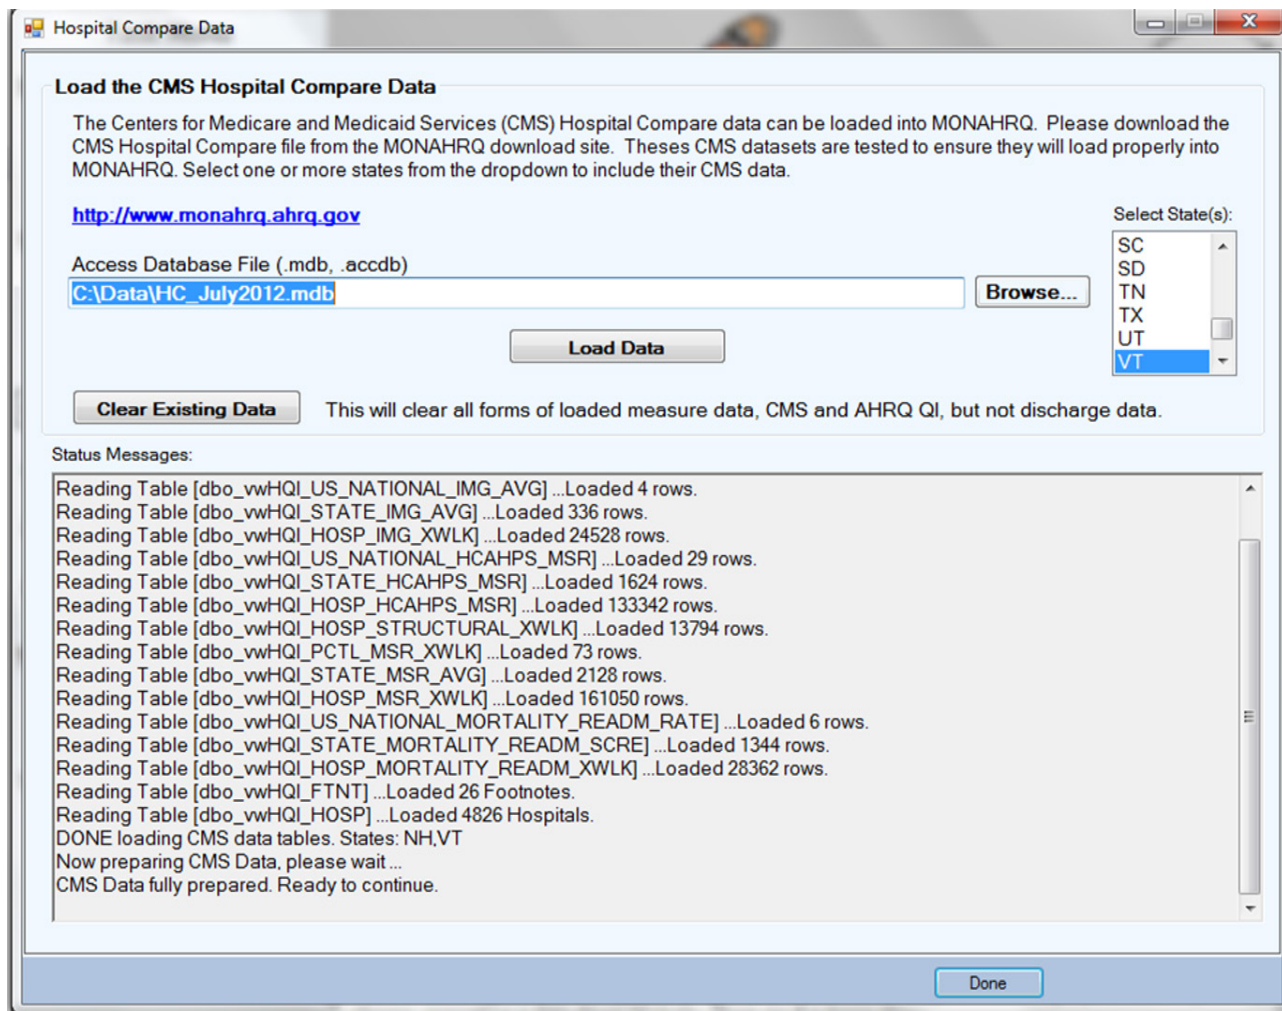 Hospital Compare Data
Load the CMS Hospital Compare Data
The Centers for Medicare and Medicaid Services (CMS) Hospital Compare data can be loaded into MONAHRQ. Please download the
CMS Hospital Compare file from the MONAHRQ download site. Theses CMS datasets are tested to ensure they will load properly into
MONAHRQ. Select one or more states from the dropdown to include their CMS data.
http://www.monahrq.ahrq.gov
Select State(s):
SC
SD
TN
TX
UT
VT
Access Database File (.mdb, .accdb)
C:\Data\HC_July2012.mdb
Browse...
Load Data
Clear Existing Data
This will clear all forms of loaded measure data, CMS and AHRQ QI, but not discharge data.
Status Messages:
Reading Table [dbo_vwHQI_US_NATIONAL_IMG_AVG] ...Loaded 4 rows.
Reading Table [dbo_vwHQI_STATE_IMG_AVG] ...Loaded 336 rows.
Reading Table [dbo_vwHQI_HOSP_IMG_XWLK] ...Loaded 24528 rows.
Reading Table [dbo_vwHQI_US_NATIONAL_HCAHPS_MSR] ...Loaded 29 rows.
Reading Table [dbo_vwHQI_STATE_HCAHPS_MSR] ...Loaded 1624 rows.
Reading Table [dbo_vwHQI_HOSP_HCAHPS_MSR] ...Loaded 133342 rows.
Reading Table [dbo_vwHQI_HOSP_STRUCTURAL_XWLK] ...Loaded 13794 rows.
Reading Table [dbo_vwHQI_PCTL_MSR_XWLK] ...Loaded 73 rows.
Reading Table [dbo_vwHQI_STATE_MSR_AVG] ...Loaded 2128 rows.
Reading Table [dbo_vwHQI_HOSP_MSR_XWLK] ...Loaded 161050 rows.
Reading Table [dbo_vwHQI_US_NATIONAL_MORTALITY_READM_RATE] ...Loaded 6 rows.
Reading Table [dbo_vwHQI_STATE_MORTALITY_READM_SCRE] ...Loaded 1344 rows.
Reading Table [dbo_vwHQI_HOSP_MORTALITY_READM_XWLK] ...Loaded 28362 rows.
Reading Table [dbo_vwHQI_FTNT] ...Loaded 26 Footnotes.
Reading Table [dbo_vwHQI_HOSP] ...Loaded 4826 Hospitals.
DONE loading CMS data tables. States: NH,VT
Now preparing CMS Data, please wait ...
CMS Data fully prepared. Ready to continue.
Done